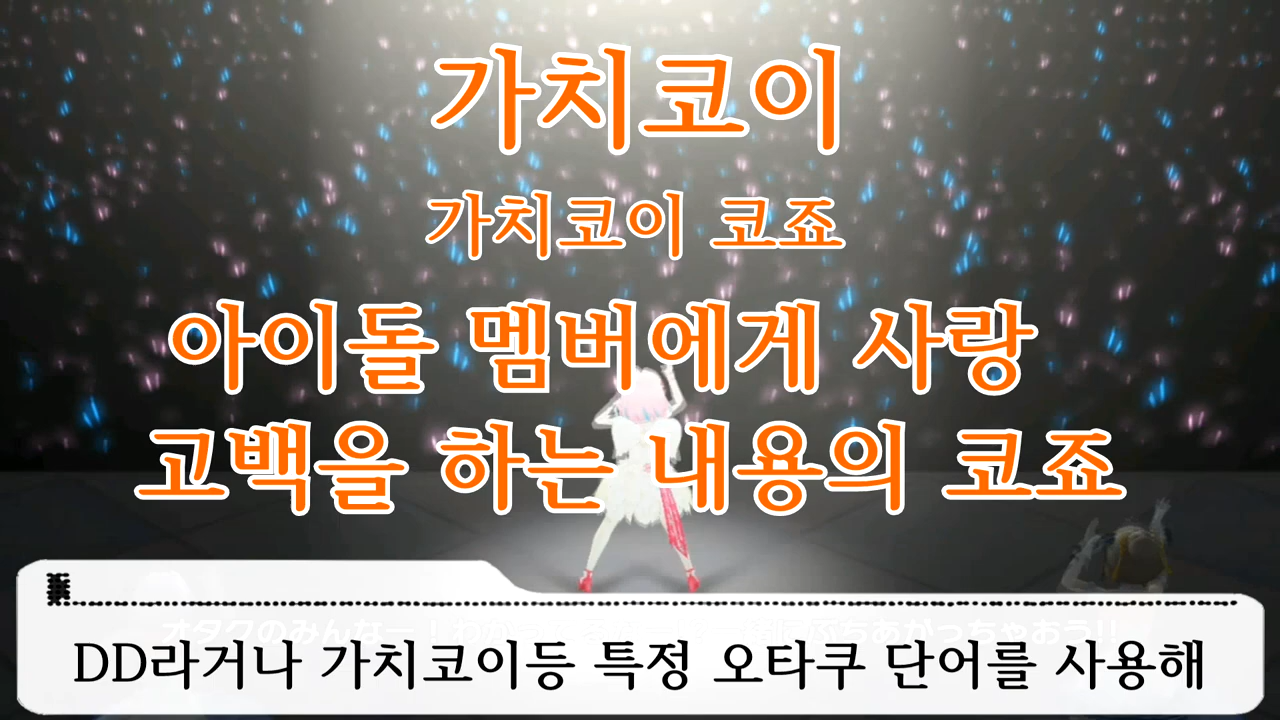 가치코이
가치코이 코죠
아이돌 멤버에게 사랑
고백을 하는 내용의 코죠
DD라거나 가치코이등 특정 오타쿠 단어를 사용해